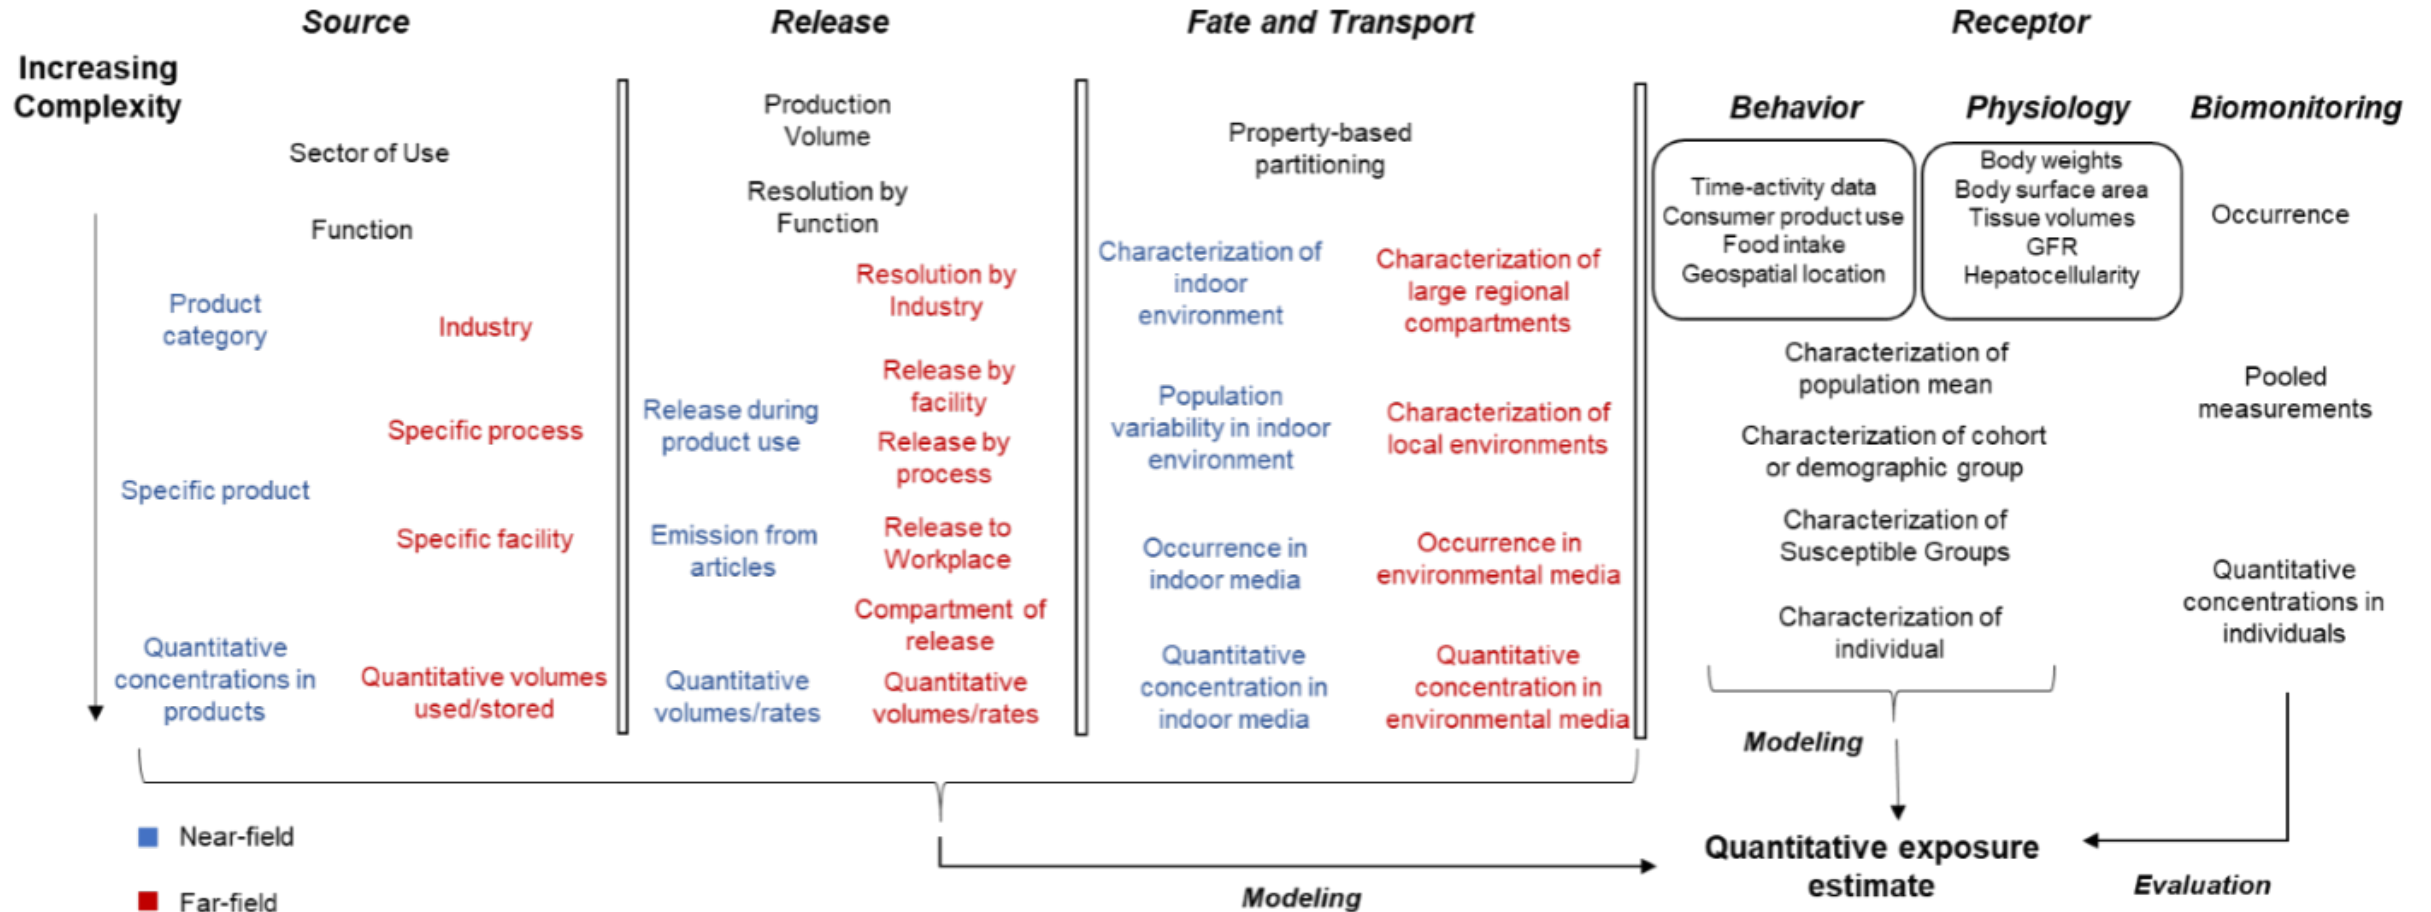 Source
Release
Fate and Transport
Receptor
Increasing
Complexity
Sector of Use
Function
Product
category
Industry
Specific process
Specific product
Specific facility
Quantitative
concentrations in
products
Quantitative volumes
used/stored
Production
Volume
Resolution by
Function
Resolution by
Industry
Release by
facility
Release during
product use
Release by
process
Emission from
articles
Release to
Workplace
Compartment of
release
Quantitative
volumes/rates
Quantitative
volumes/rates
Property-based
partitioning
Characterization of
indoor
environment
Characterization of
large regional
compartments
Population
variability in indoor
environment
Characterization of
local environments
Occurrence in
indoor media
Occurrence in
environmental media
Quantitative
concentration in
indoor media
Quantitative
concentration in
environmental media
Behavior
Physiology
Biomonitoring
Time-activity data
Consumer product use
Food intake
Geospatial location
Body weights
Body surface area
Tissue volumes
GFR
Hepatocellularity
Occurrence
Characterization of
population mean
Pooled
measurements
Characterization of cohort
or demographic group
Characterization of
Susceptible Groups
Quantitative
concentrations in
individuals
Characterization of
individual
Modeling
Near-field
Far-field
Modeling
Quantitative exposure
estimate
Evaluation